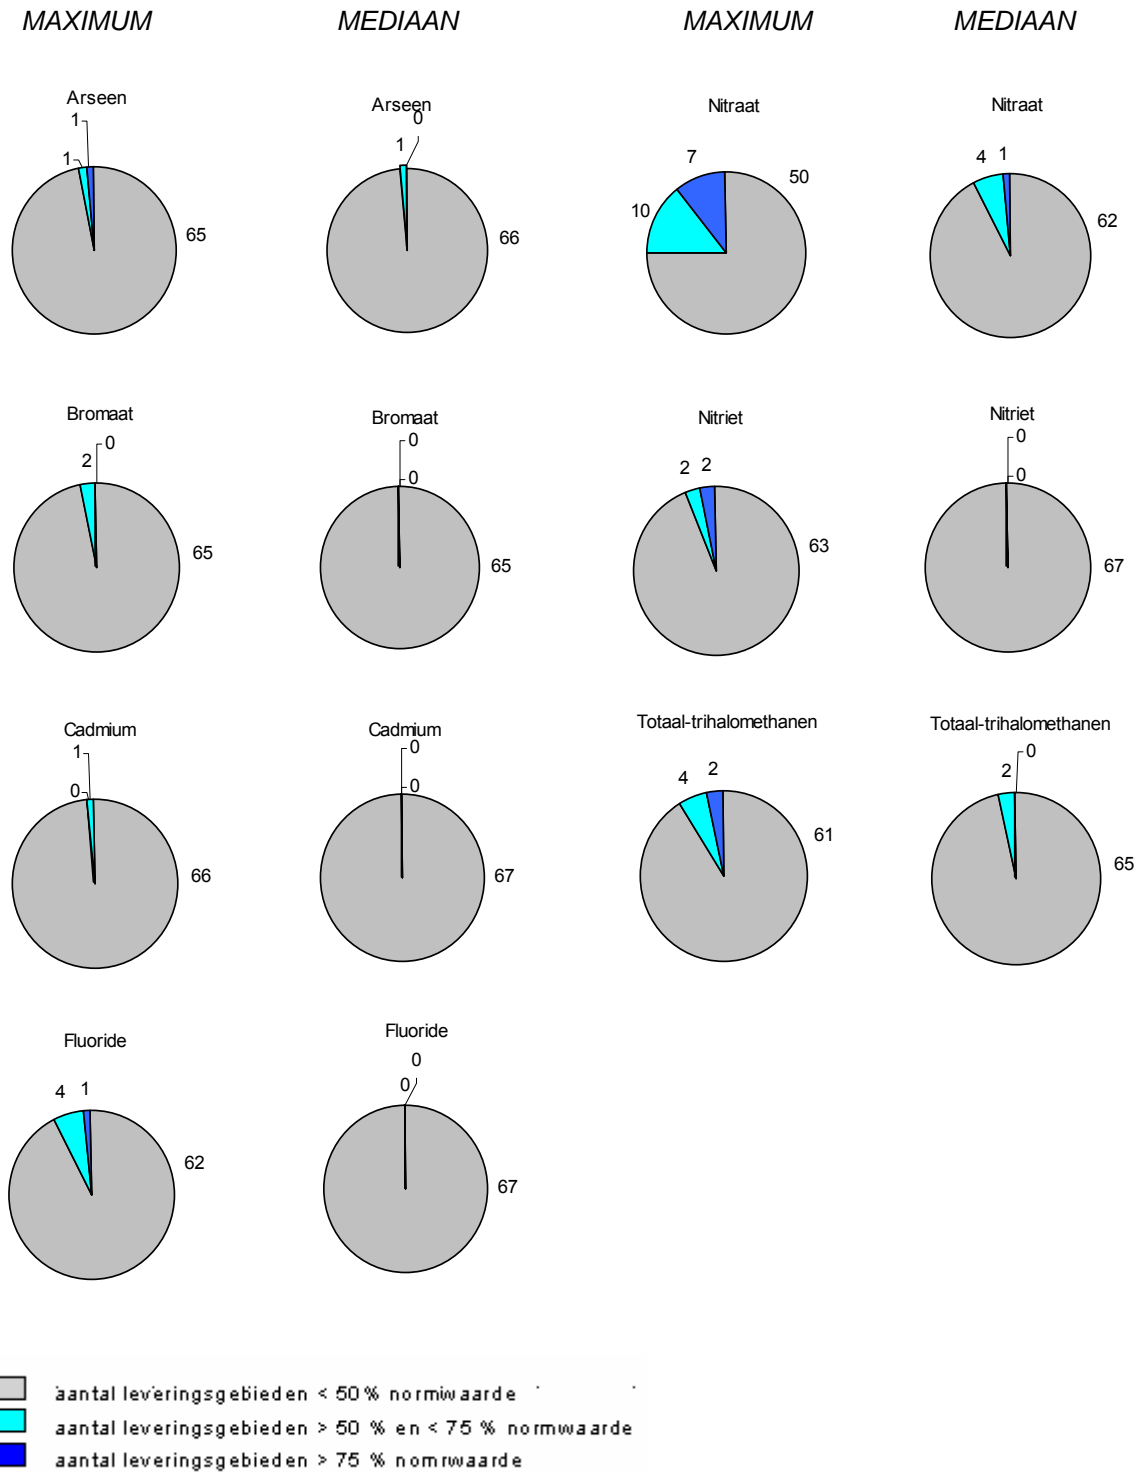 MAXIMUM MEDIAAN MAXIMUM MEDIAAN
Arseen
1
1
65
Arseen
0
1
66
Nitraat
7
50
10
Nitraat
4 1
62
Bromaat
0
2
65
Bromaat
0
0
65
Nitriet
2 2
63
Nitriet
0
0
67
Cadmium
1
0
66
Cadmium
0
0
67
Totaal-trihalomethanen
4 2
61
Totaal-trihalomethanen
0
2
65
Fluoride
4 1
62
Fluoride
0
0
67
aantal leveringsgebieden < 50 % normwaarde
aantal leveringsgebieden > 50 % en < 75 % normwaarde
aantal leveringsgebieden > 75 % nomrwaarde